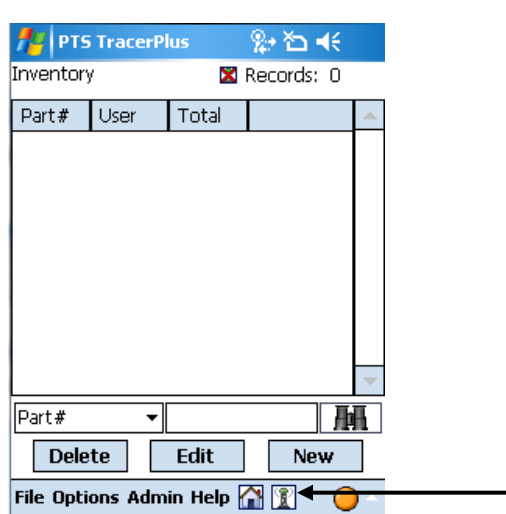 PTS TracerPlus
Inventory Records: 0
Part# User Total
Part#
Delete Edit New
File Options Admin Help